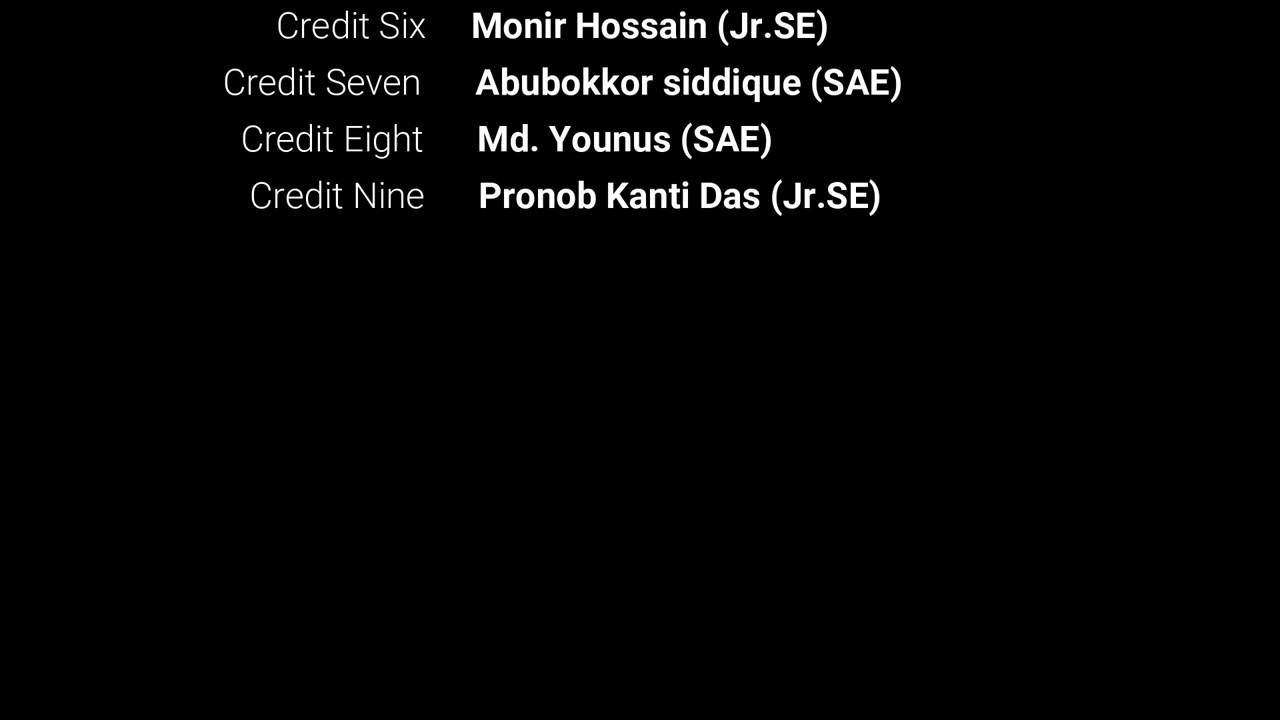 Credit Six Monir Hossain (Jr.SE)
Credit Seven Abubokkor siddique (SAE)
Credit Eight Md. Younus (SAE)
Credit Nine Pronob Kanti Das (Jr.SE)